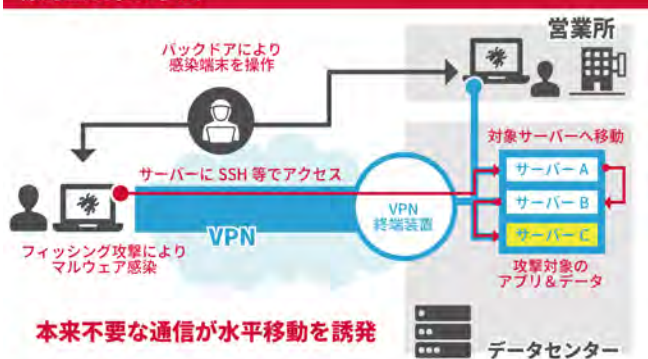 営業所
バックドアにより
感染端末を操作
対象サーバーへ移動
サーバーに SSH 等でアクセス
サーバー A
サーバー B
サーバー C
VPN
終端装置
VPN
フィッシング攻撃により
マルウェア感染
攻撃対象の
アプリ&データ
本来不要な通信が水平移動を誘発
データセンター